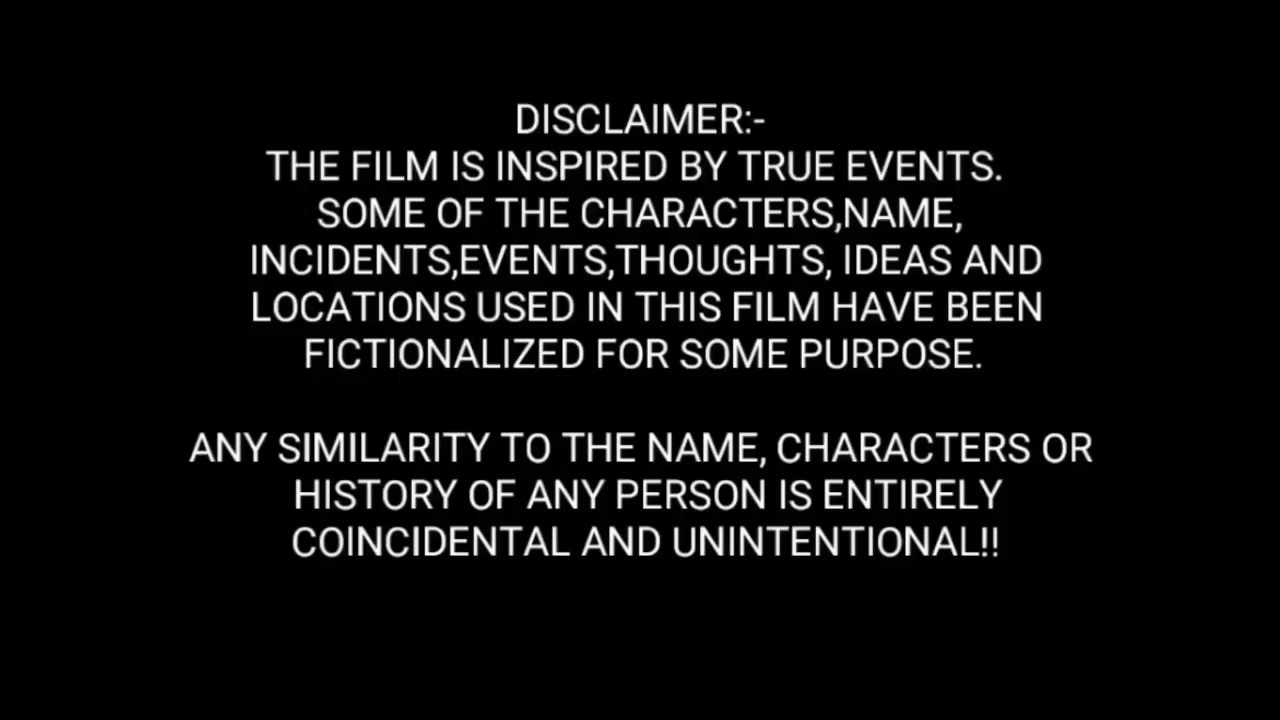 DISCLAIMER:-
THE FILM IS INSPIRED BY TRUE EVENTS.
SOME OF THE CHARACTERS,NAME,
INCIDENTS,EVENTS,THOUGHTS, IDEAS AND
LOCATIONS USED IN THIS FILM HAVE BEEN
FICTIONALIZED FOR SOME PURPOSE.
ANY SIMILARITY TO THE NAME, CHARACTERS OR
HISTORY OF ANY PERSON IS ENTIRELY
COINCIDENTAL AND UNINTENTIONAL!!